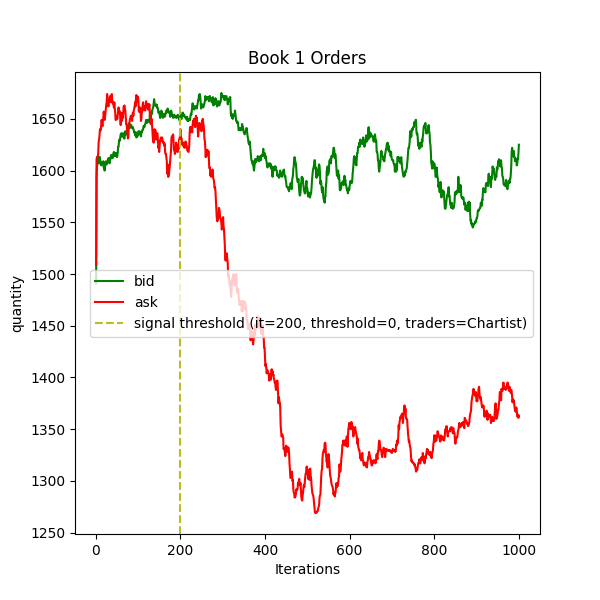 Book 1 Orders
quantity
1650
1600
1550
1500
1450
1400
1350
1300
1250
bid
ask
signal threshold (it=200, threshold=0, traders=Chartist)
0 200 400 600 800 1000
Iterations